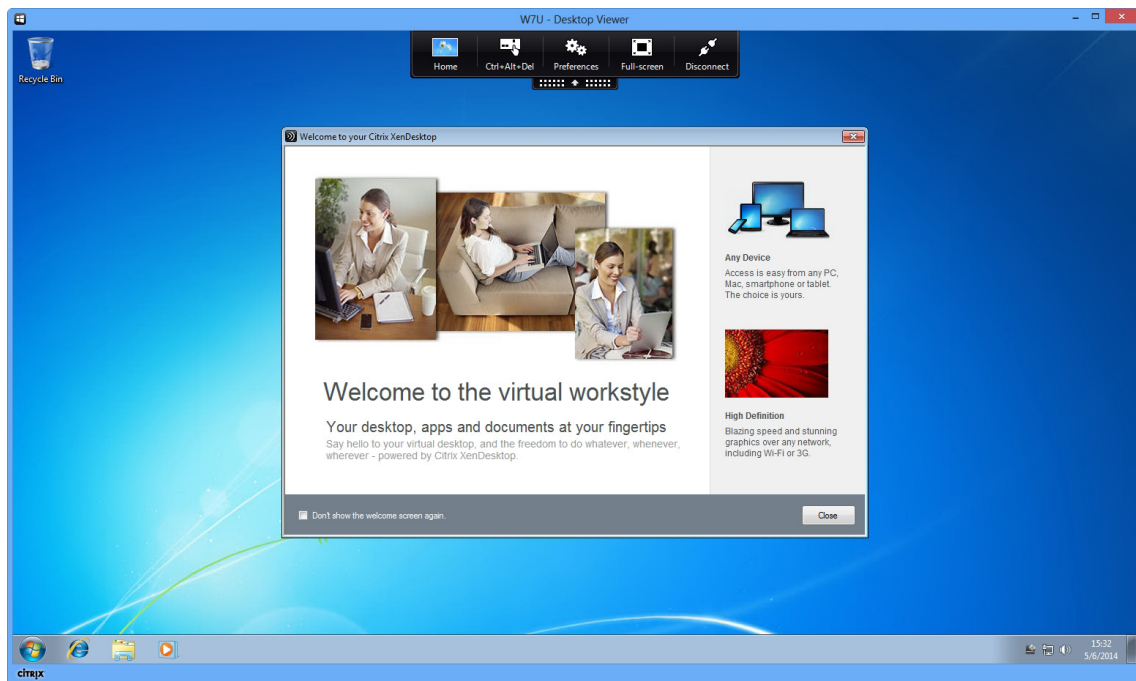 W7U - Desktop Viewer
Recycle Bin
Home Ctrl+Alt+Del Preferences Full-screen Disconnect
Welcome to your Citrix XenDesktop
Any Device
Access is easy from any PC,
Mac, smartphone or tablet.
The choice is yours.
Welcome to the virtual workstyle
Your desktop, apps and documents at your fingertips
Say hello to your virtual desktop, and the freedom to do whatever, whenever,
wherever - powered by Citrix XenDesktop.
High Definition
Blazing speed and stunning
graphics over any network,
including Wi-Fi or 3G.
Don't show the welcome screen again.
Close
15:32
5/6/2014
CITRIX